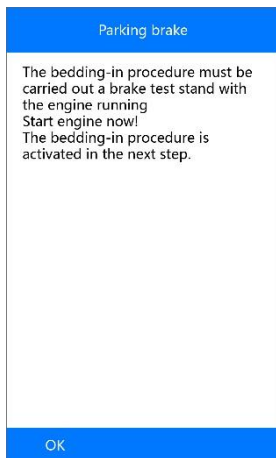 Parking brake
The bedding-in procedure must be
carried out a brake test stand with
the engine running
Start engine now!
The bedding-in procedure is
activated in the next step.
OK